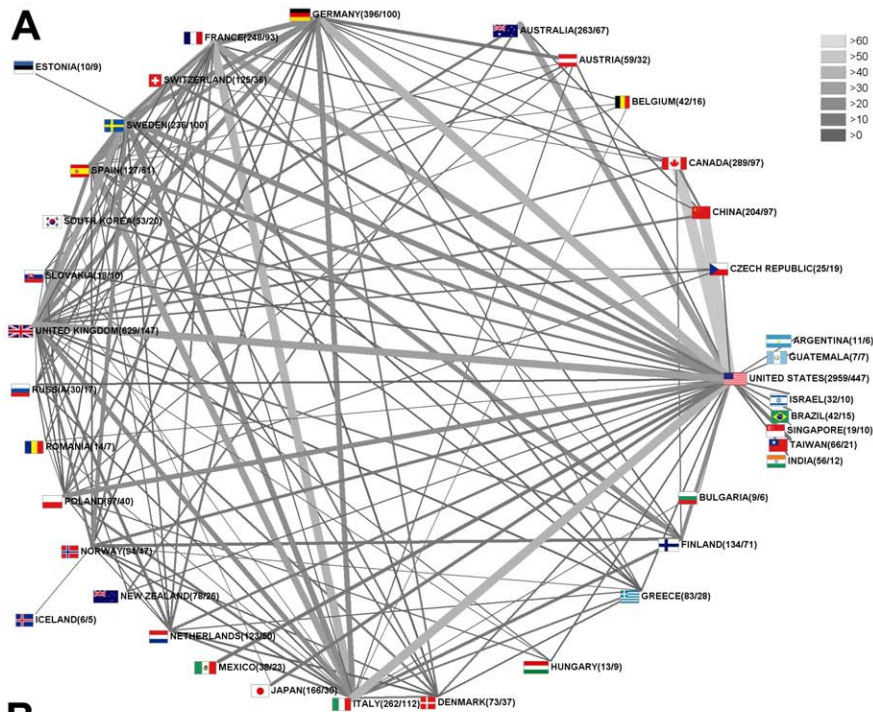 A
GERMANY(396/100)
FRANCE(248/93)
AUSTRALIA(263/67)
>60
>50
>40
>30
>20
>10
>0
AUSTRIA(59/32)
ESTONIA(10/9)
SWITZERLAND(125/36)
BELGIUM(42/16)
SWEDEN(236/100)
CANADA(289/97)
SPAIN(127/61)
CHINA(204/97)
SOUTH KOREA(53/20)
CZECH REPUBLIC(25/19)
SLOVAKIA(18/10)
UNITED KINGDOM(629/147)
ARGENTINA(11/6)
GUATEMALA(7/7)
UNITED STATES(2959/447)
RUSSIA(30/17)
ISRAEL(32/10)
BRAZIL(42/15)
SINGAPORE(19/10)
TAIWAN(66/21)
ROMANIA(14/7)
INDIA(56/12)
POLAND(87/40)
BULGARIA(9/6)
NORWAY(94/47)
FINLAND(134/71)
NEW ZEALAND(78/26)
GREECE(83/28)
ICELAND(6/5)
NETHERLANDS(123/50)
MEXICO(38/23)
HUNGARY(13/9)
JAPAN(166/39)
ITALY(262/112)
DENMARK(73/37)